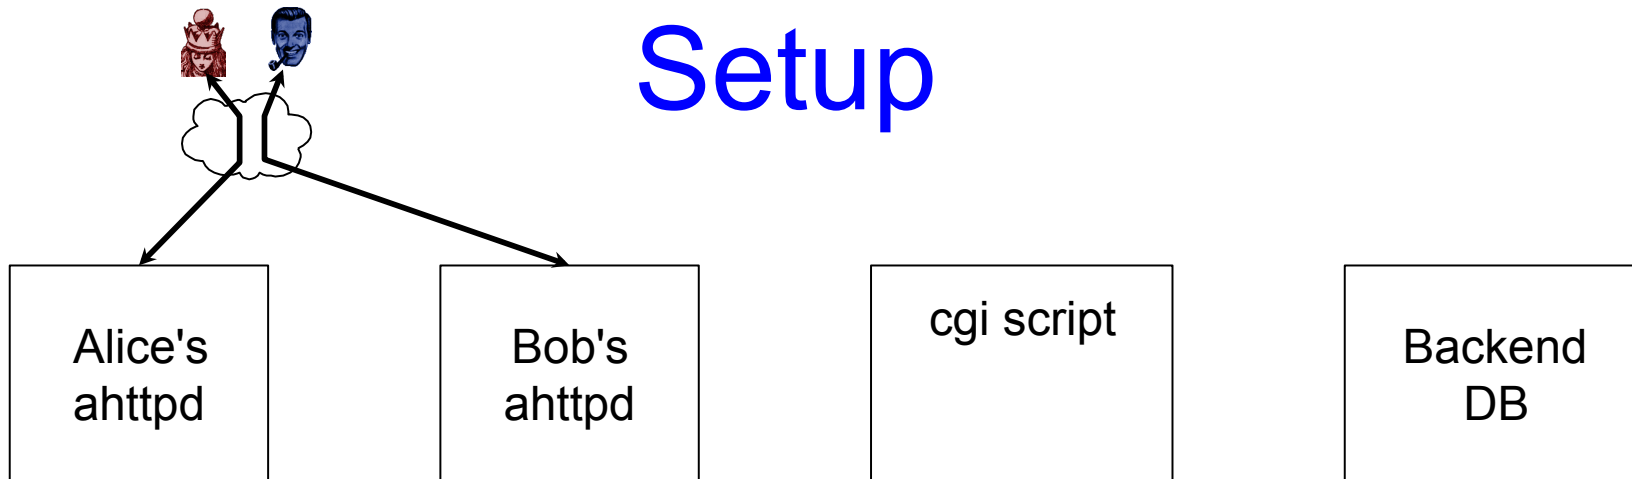 Setup
Alice's
ahttpd
Bob's
ahttpd
cgi script
Backend
DB